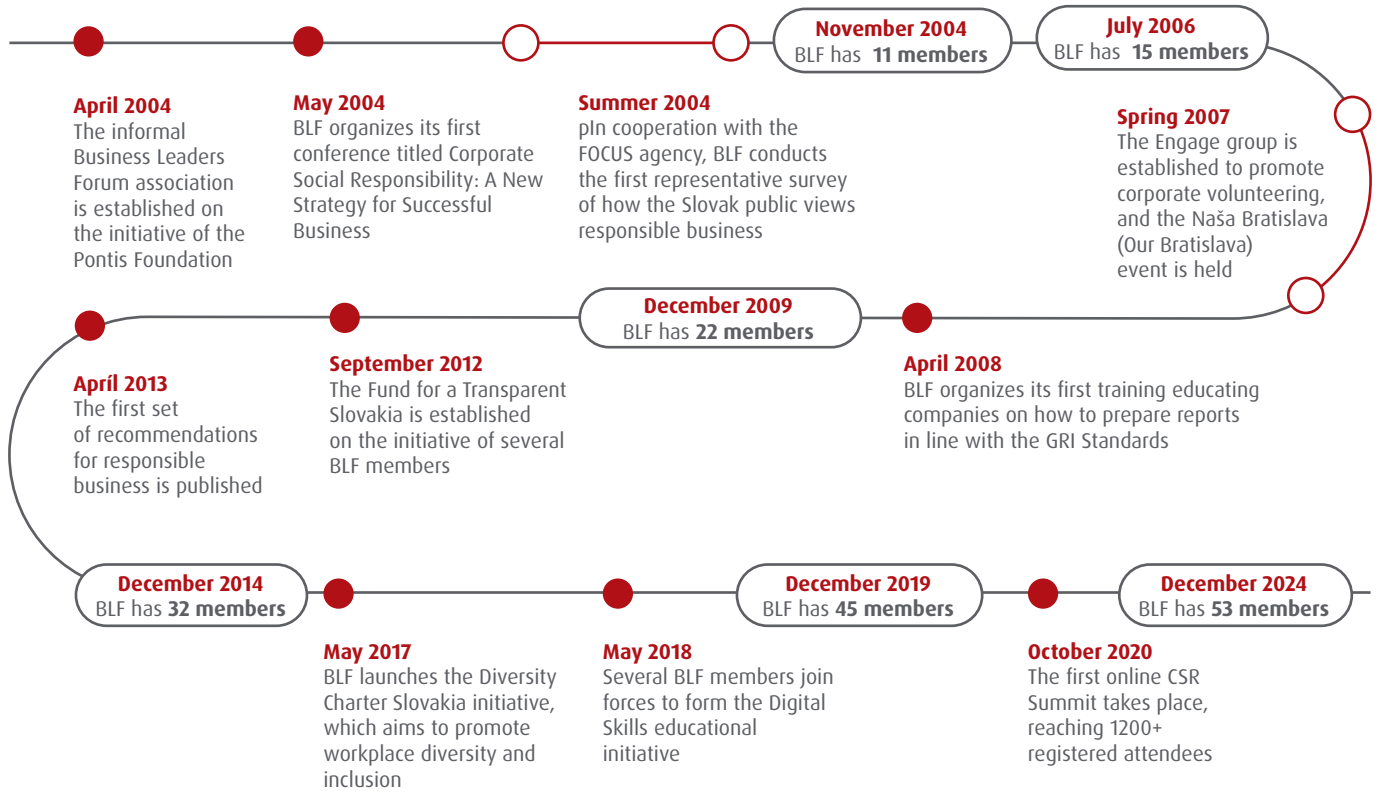 November 2004
BLF has 11 members
July 2006
BLF has 15 members
April 2004
The informal
Business Leaders
Forum association
is established on
the initiative of the
Pontis Foundation
May 2004
BLF organizes its first
conference titled Corporate
Social Responsibility: A New
Strategy for Successful
Business
Summer 2004
pIn cooperation with the
FOCUS agency, BLF conducts
the first representative survey
of how the Slovak public views
responsible business
Spring 2007
The Engage group is
established to promote
corporate volunteering,
and the Naša Bratislava
(Our Bratislava)
event is held
April 2008
BLF organizes its first training educating
companies on how to prepare reports
in line with the GRI Standards
December 2009
BLF has 22 members
September 2012
The Fund for a Transparent
Slovakia is established
on the initiative of several
BLF members
Apríl 2013
The first set
of recommendations
for responsible
business is published
December 2014
BLF has 32 members
May 2017
BLF launches the Diversity
Charter Slovakia initiative,
which aims to promote
workplace diversity and
inclusion
May 2018
Several BLF members join
forces to form the Digital
Skills educational
initiative
December 2019
BLF has 45 members
October 2020
The first online CSR
Summit takes place,
reaching 1200+
registered attendees
December 2024
BLF has 53 members